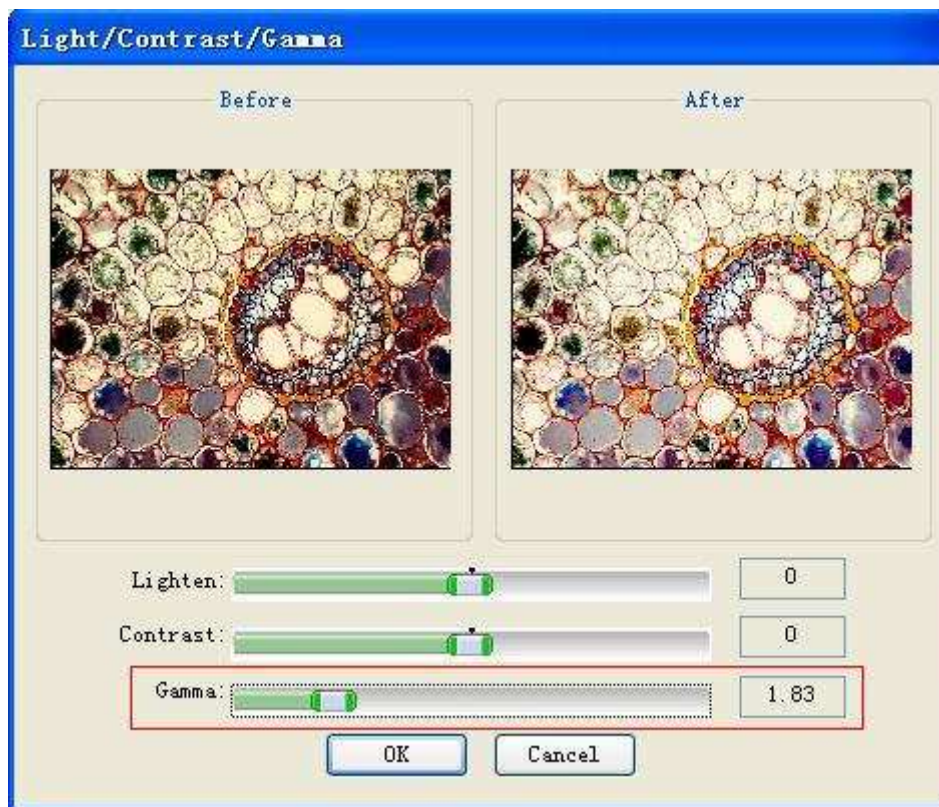 Light/Contrast/Gamma
Before
After
Lighten:
0
Contrast:
0
Gamma:
1.83
OK
Cancel